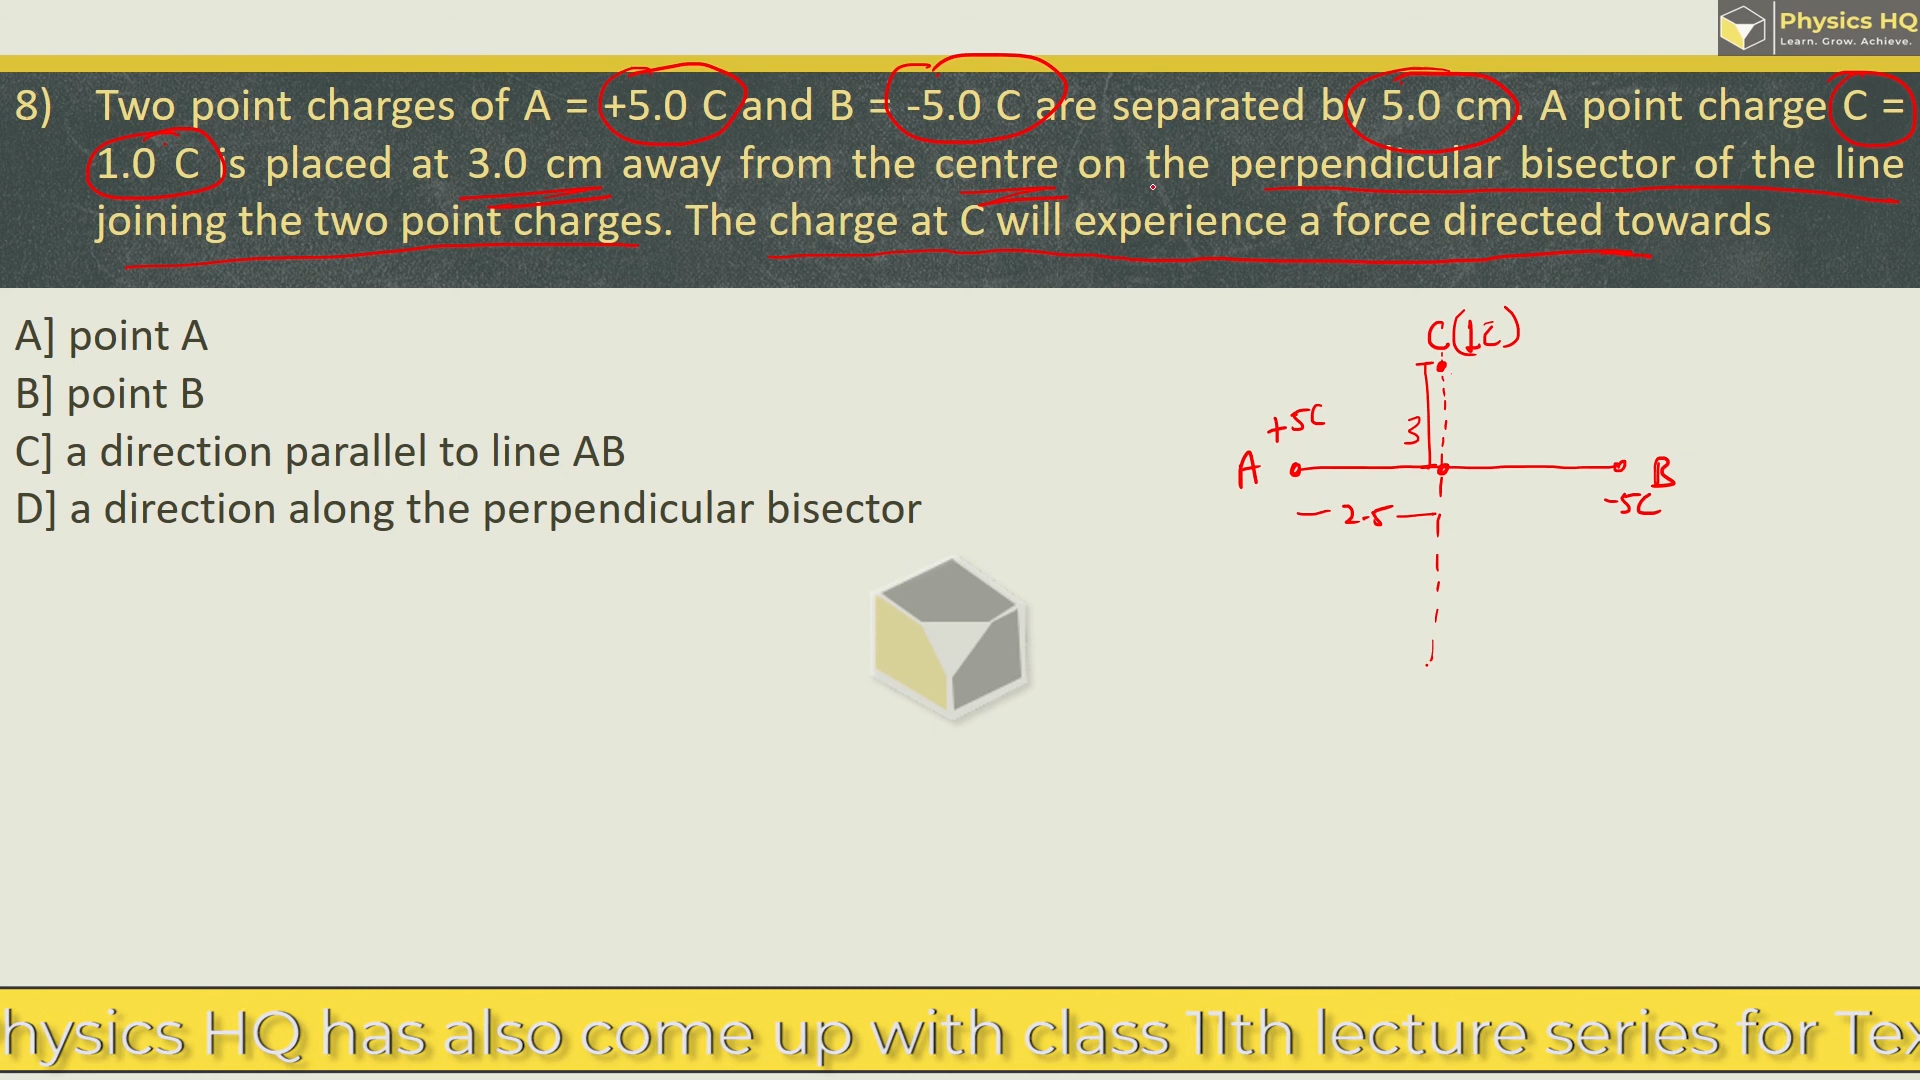 Physics HQ
Learn. Grow. Achieve.
8) Two point charges of A = +5.0 C and B = -5.0 C are separated by 5.0 cm. A point charge C =
1.0 C is placed at 3.0 cm away from the centre on the perpendicular bisector of the line
joining the two point charges. The charge at C will experience a force directed towards
A] point A
B] point B
C] a direction parallel to line AB
D] a direction along the perpendicular bisector
C(1C)
+5C
3
A
B
-5C
2.5
hysics HQ has also come up with class 11th lecture series for Tex